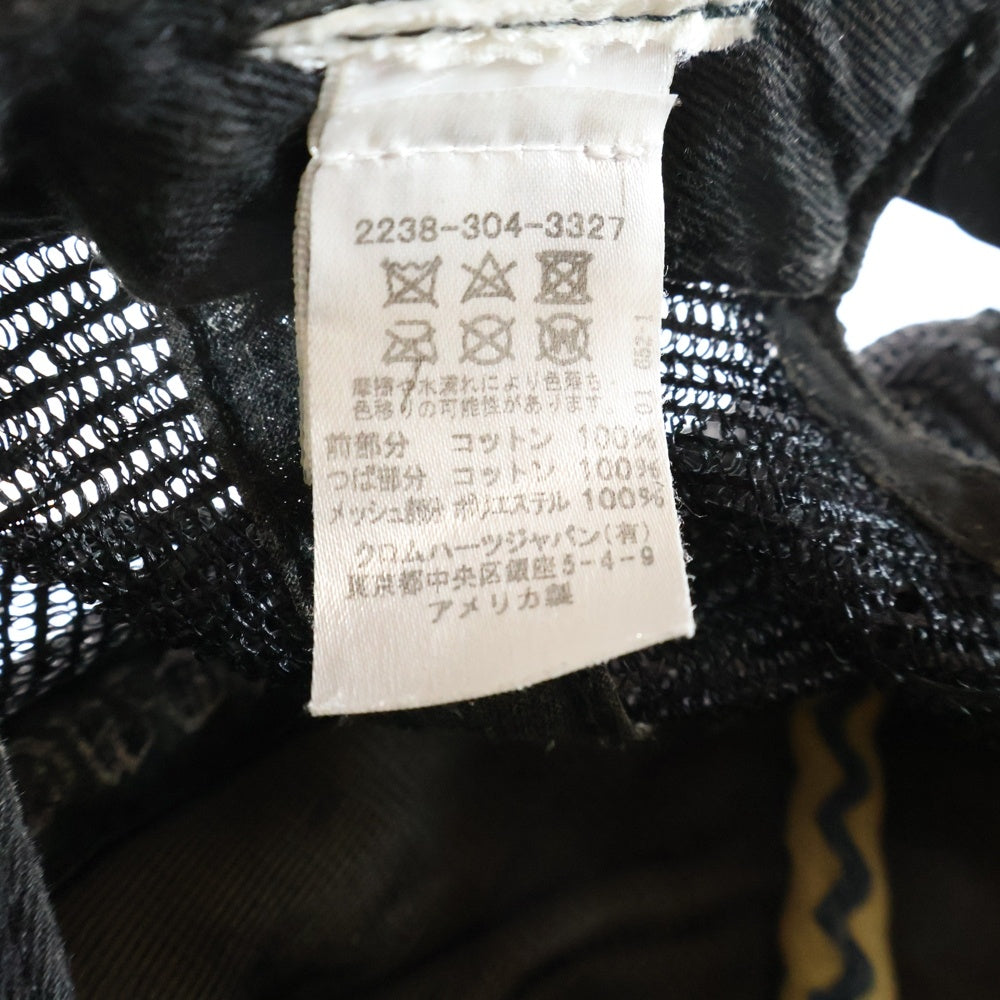 2238-304-3327
摩擦や水濡れにより色落ち、
色移りの可能性があります。
前部分 コットン 100%
つば部分 コットン 100%
メッシュ部分 ポリエステル 100%
クロムハーツジャパン(有)
東京都中央区銀座5-4-9
アメリカ製
01 652-1